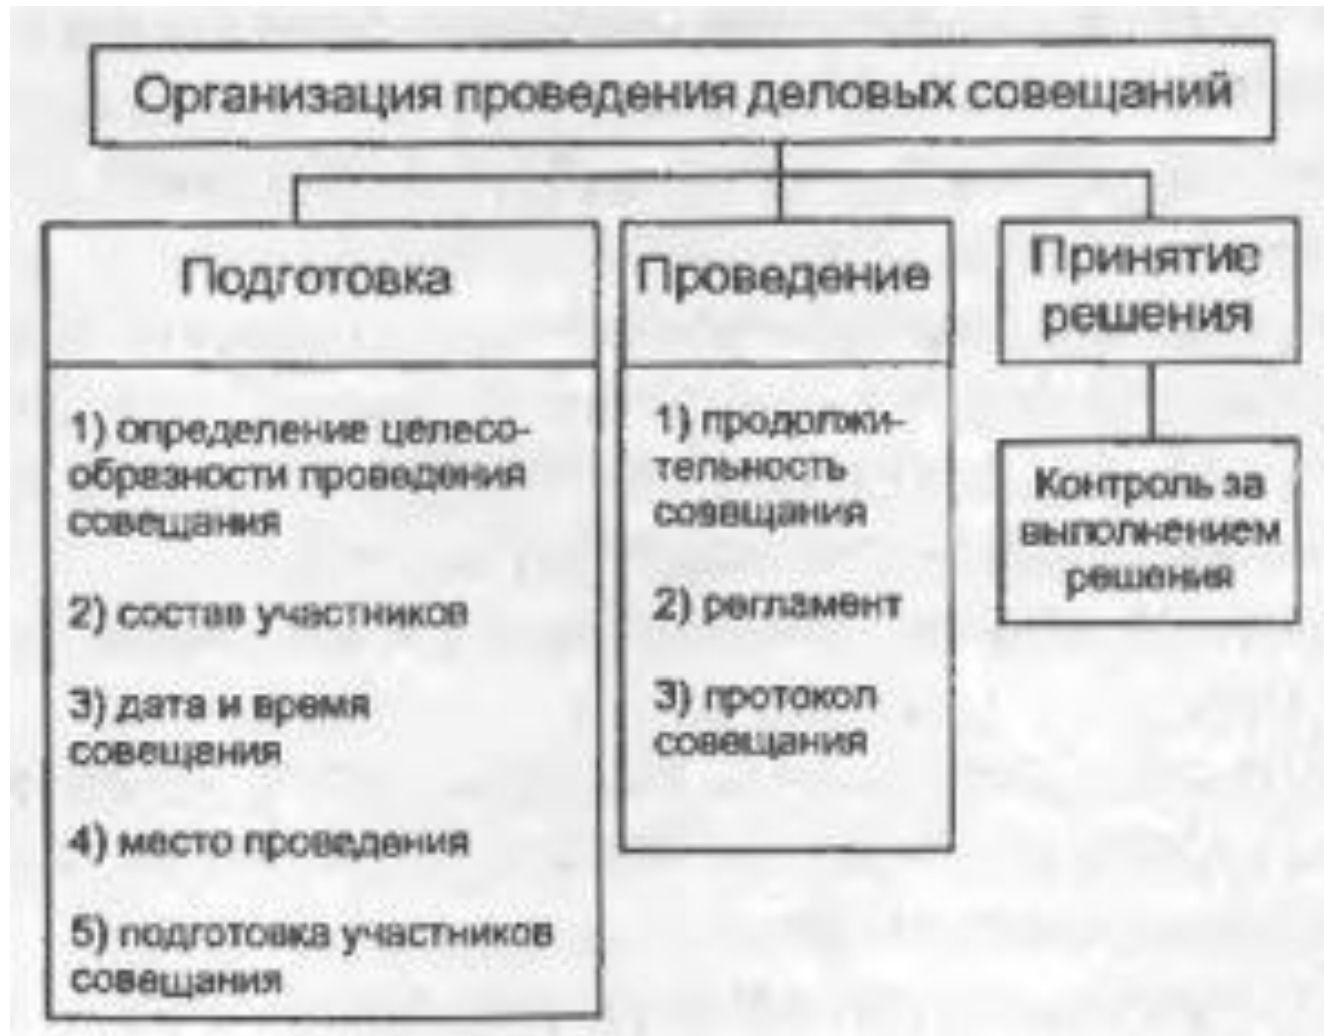 Организация проведения деловых совещаний
Подготовка
1) определение целесо-
образности проведения
совещания
2) состав участников
3) дата и время
совещания
4) место проведения
5) подготовка участников
совещания
Проведение
1) продолжи-
тельность
совещания
2) регламент
3) протокол
совещания
Принятие
решения
Контроль за
выполнением
решения